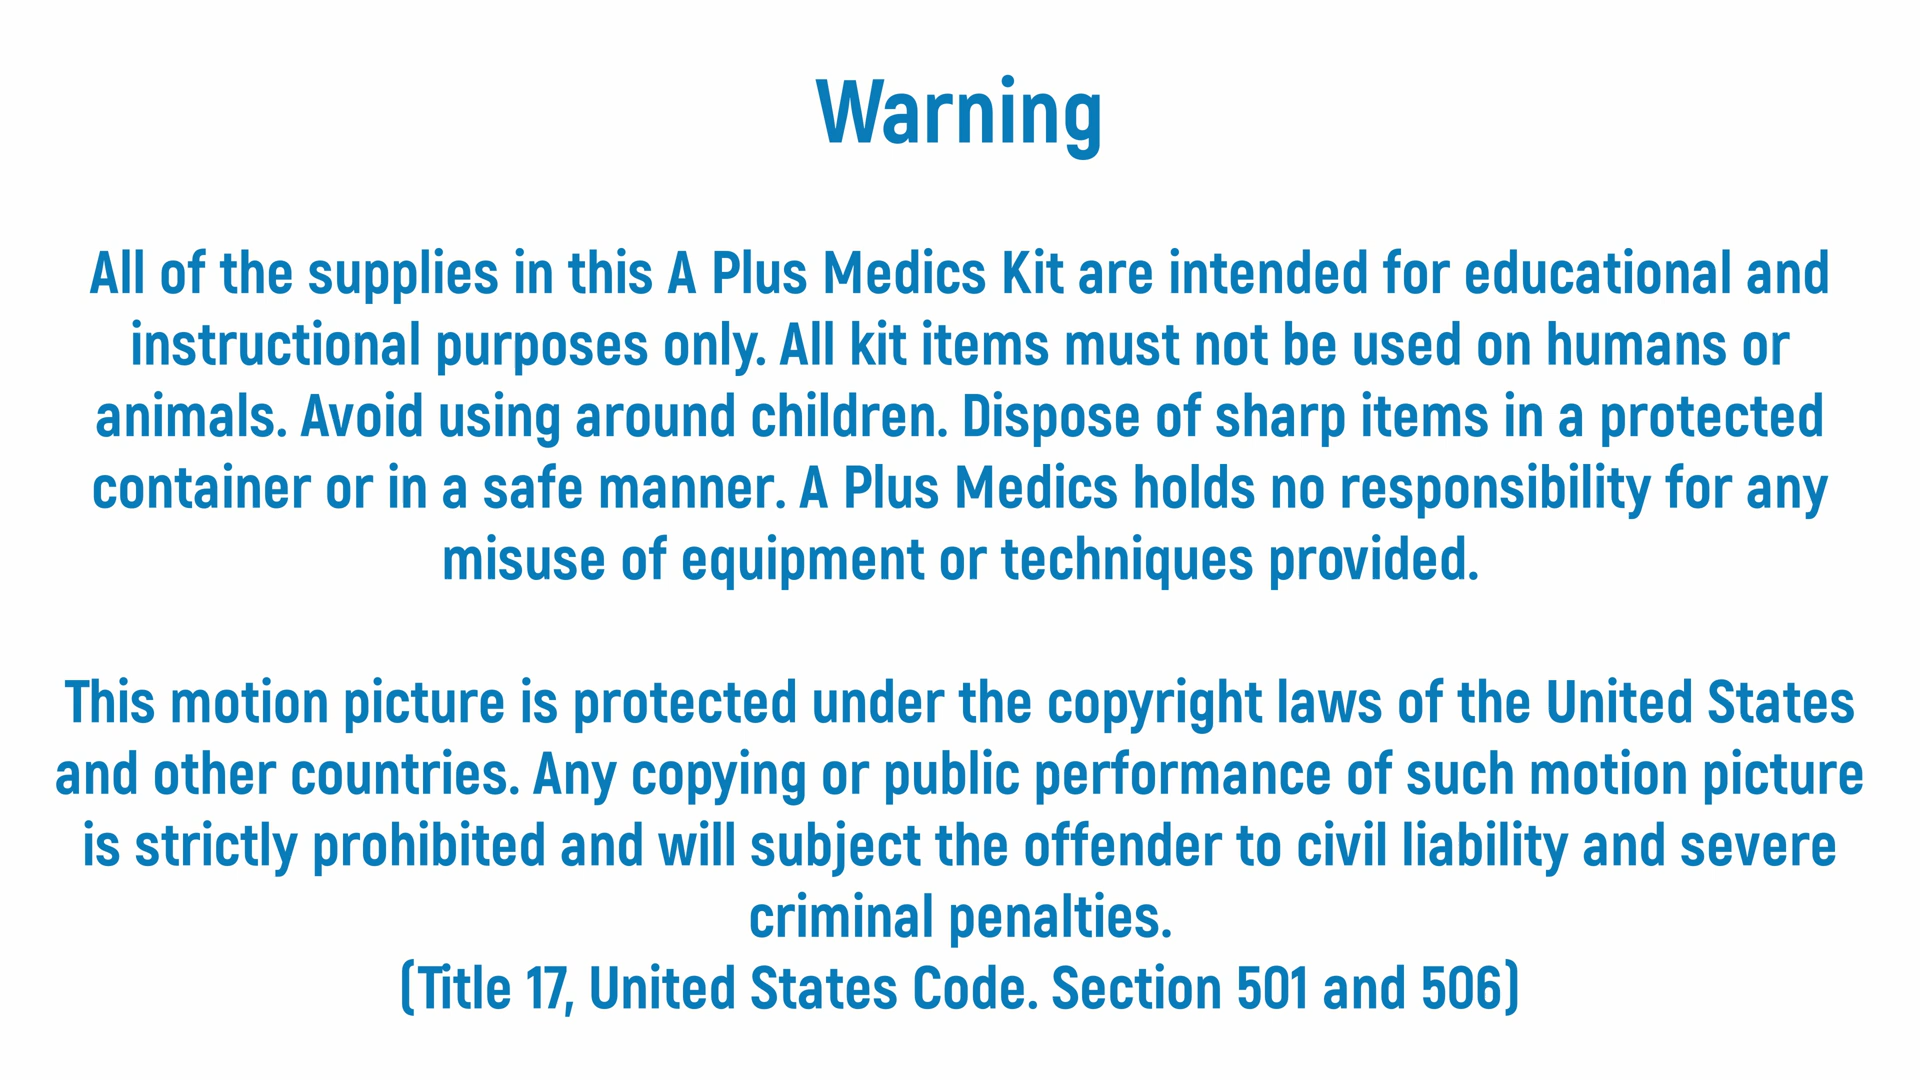 Warning
All of the supplies in this A Plus Medics Kit are intended for educational and
instructional purposes only. All kit items must not be used on humans or
animals. Avoid using around children. Dispose of sharp items in a protected
container or in a safe manner. A Plus Medics holds no responsibility for any
misuse of equipment or techniques provided.
This motion picture is protected under the copyright laws of the United States
and other countries. Any copying or public performance of such motion picture
is strictly prohibited and will subject the offender to civil liability and severe
criminal penalties.
(Title 17, United States Code. Section 501 and 506)